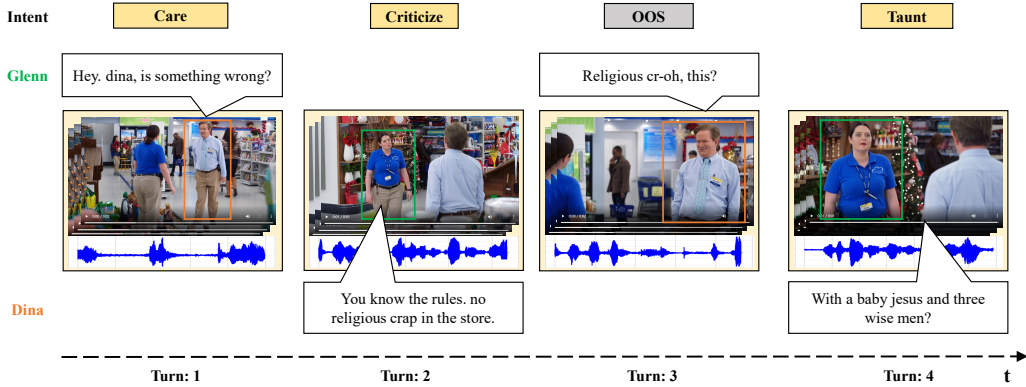 Intent
Care
Criticize
OOS
Taunt
Glenn
Hey. dina, is something wrong?
Religious cr-oh, this?
Dina
You know the rules. no
religious crap in the store.
With a baby jesus and three
wise men?
Turn: 1
Turn: 2
Turn: 3
Turn: 4
t